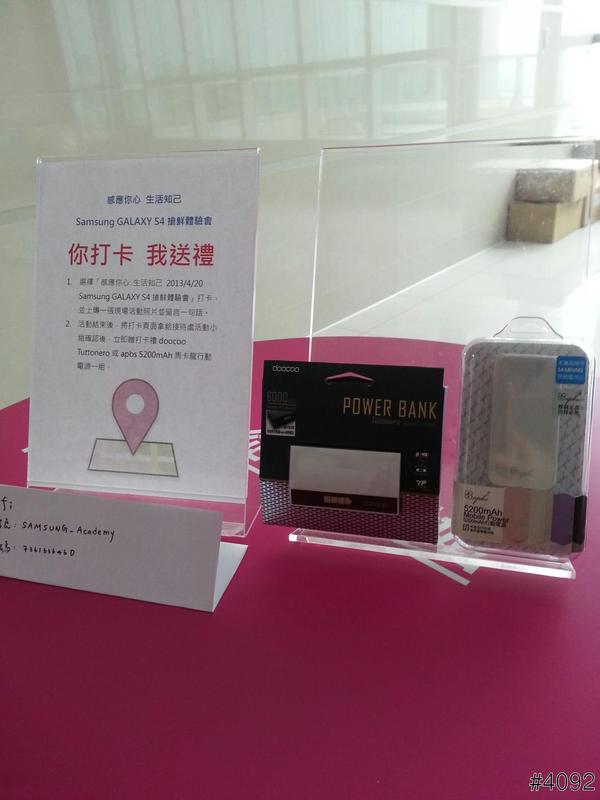 感應你心 生活知己
Samsung GALAXY S4 搶鮮體驗會
你打卡 我送禮
1. 選擇「感應你心 生活知己 2013/4/20
Samsung GALAXY S4 搶鮮體驗會」打卡,
並上傳一張現場活動照片並留言一句話。
2. 活動結束後，將打卡頁面拿給接待處活動小
組確認後，立即贈打卡禮 doocoo
Tuttonero 或 apbs 5200mAh 馬卡龍行動
電源一組。
fi
SAMSUNG_Academy
doocoo
6000
POWER BANK
Tuttonero
doocoo
SAMSUNG
5200mAh
Mobile Power
#4092